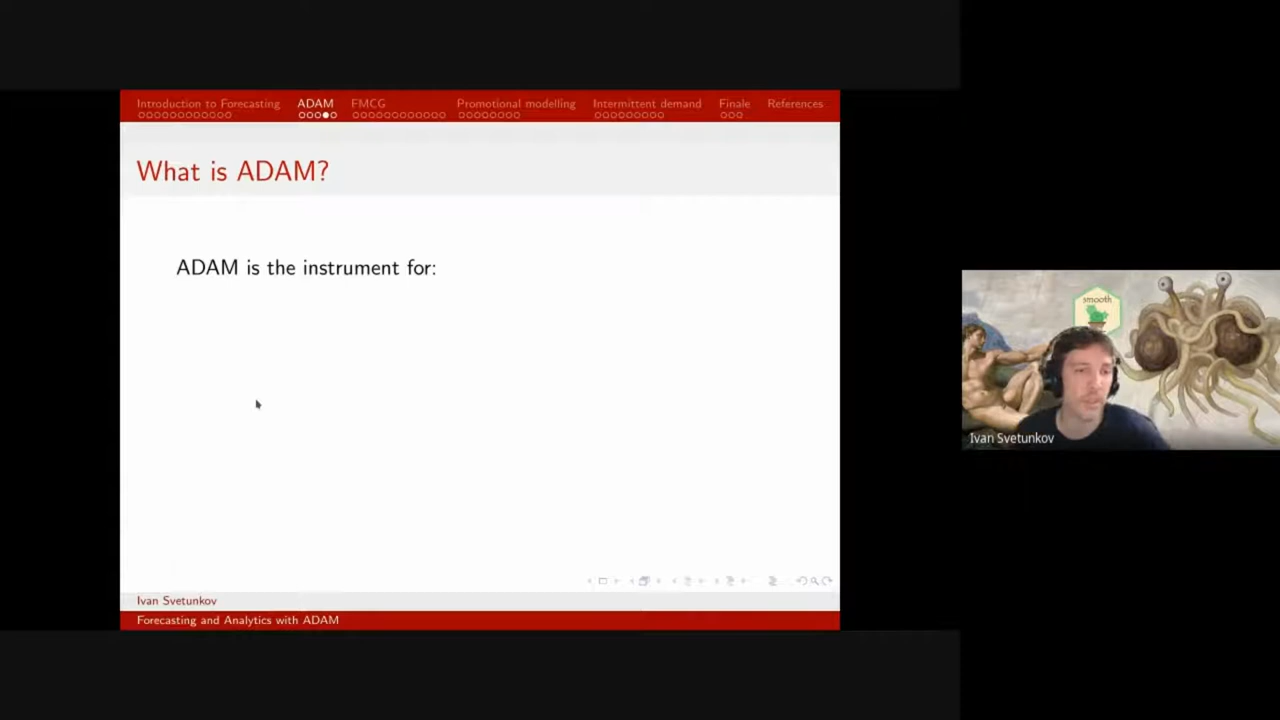 Introduction to Forecasting ADAM FMCG Promotional modelling Intermittent demand Finale References
What is ADAM?
ADAM is the instrument for:
smooth
Ivan Svetunkov
Ivan Svetunkov
Forecasting and Analytics with ADAM